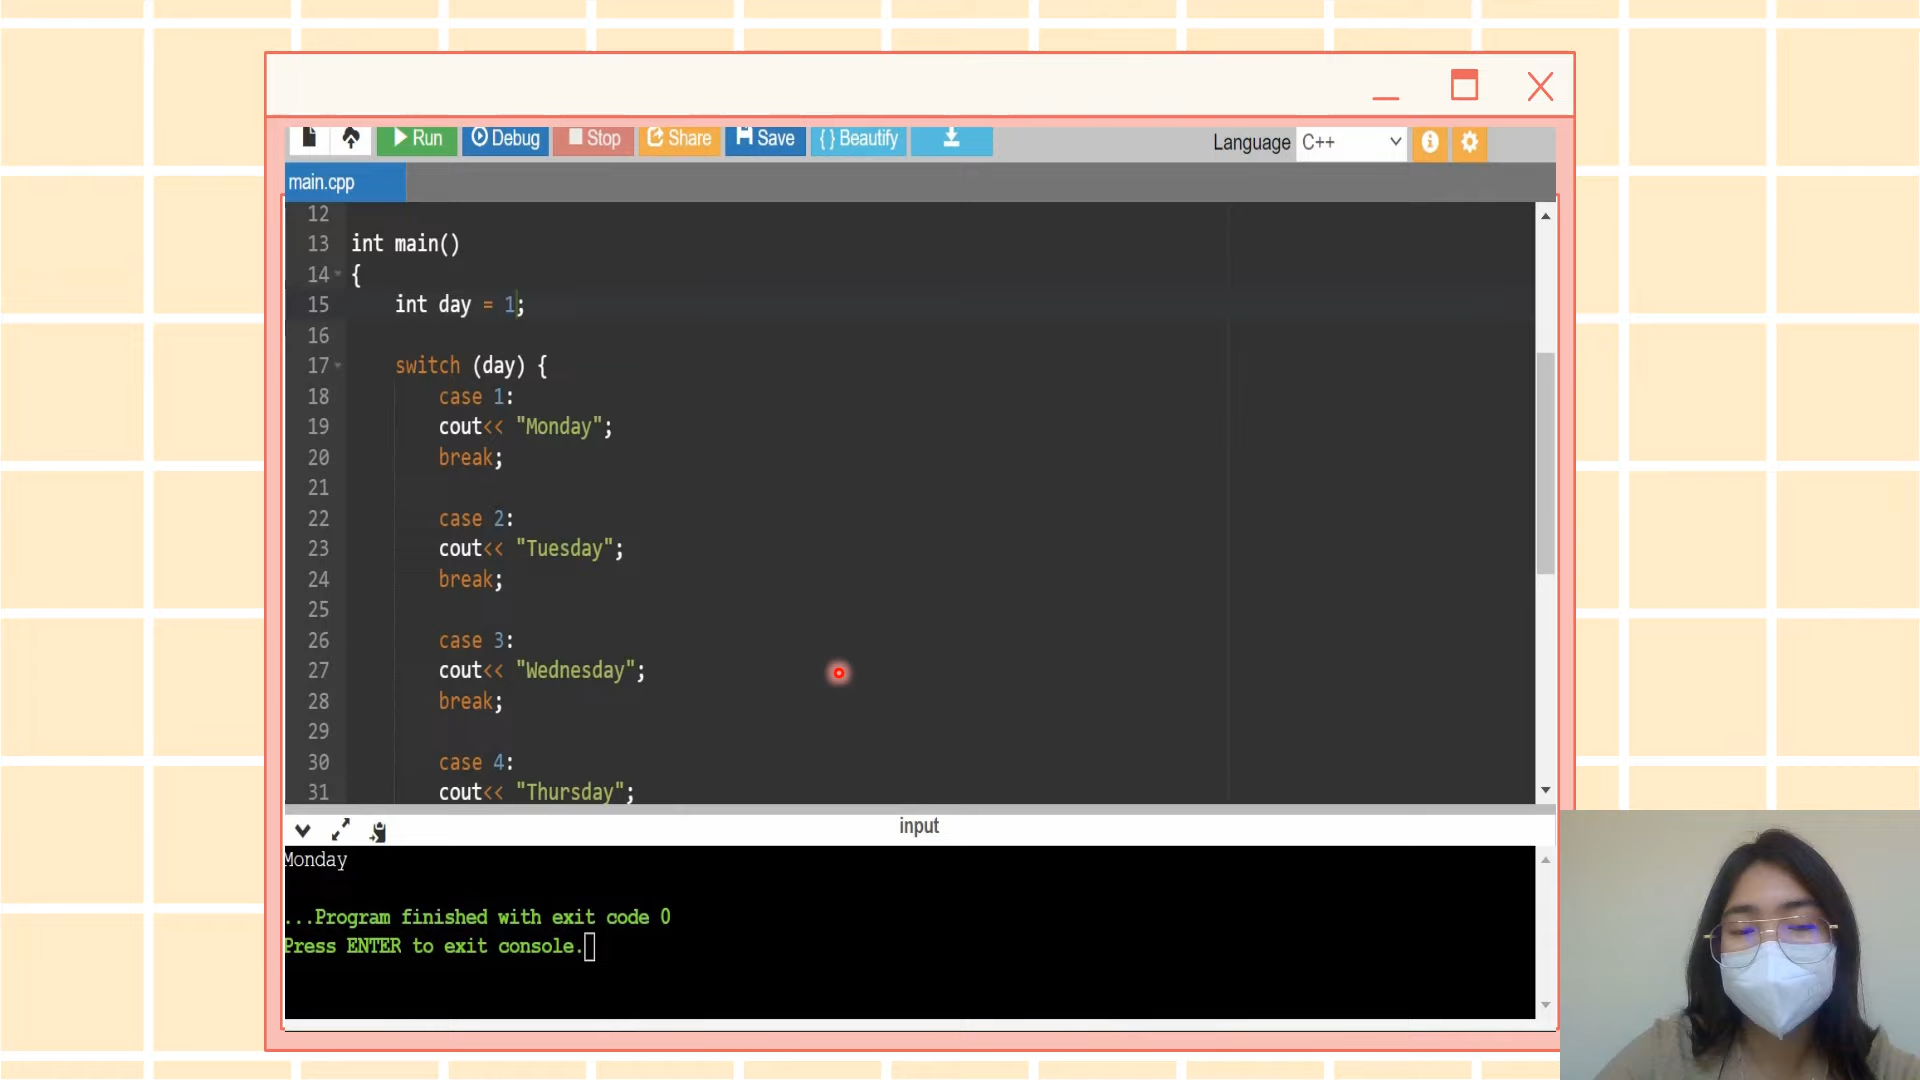 Run Debug Stop Share Save { } Beautify Language C++
main.cpp
12
13 int main()
14 {
15 int day = 1;
16
17 switch (day) {
18 case 1:
19 cout<< "Monday";
20 break;
21
22 case 2:
23 cout<< "Tuesday";
24 break;
25
26 case 3:
27 cout<< "Wednesday";
28 break;
29
30 case 4:
31 cout<< "Thursday";
input
Monday
...Program finished with exit code 0
Press ENTER to exit console.